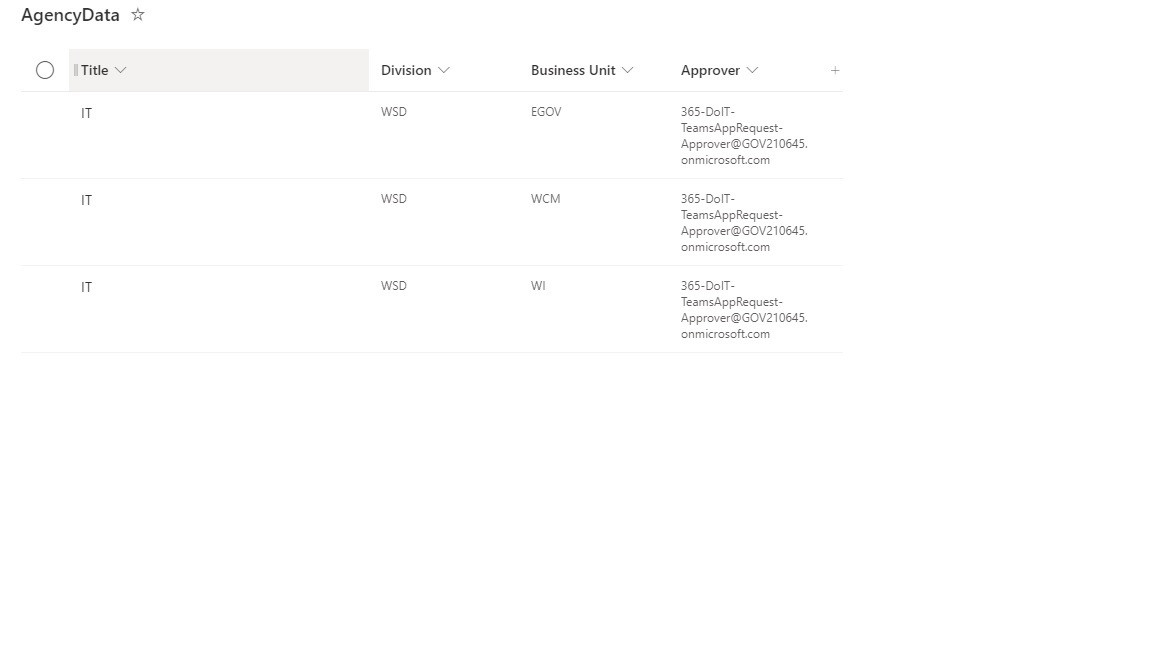 AgencyData
Title Division Business Unit Approver
IT WSD EGOV 365-DoIT-
TeamsAppRequest-
Approver@GOV210645.
onmicrosoft.com
IT WSD WCM 365-DoIT-
TeamsAppRequest-
Approver@GOV210645.
onmicrosoft.com
IT WSD WI 365-DoIT-
TeamsAppRequest-
Approver@GOV210645.
onmicrosoft.com